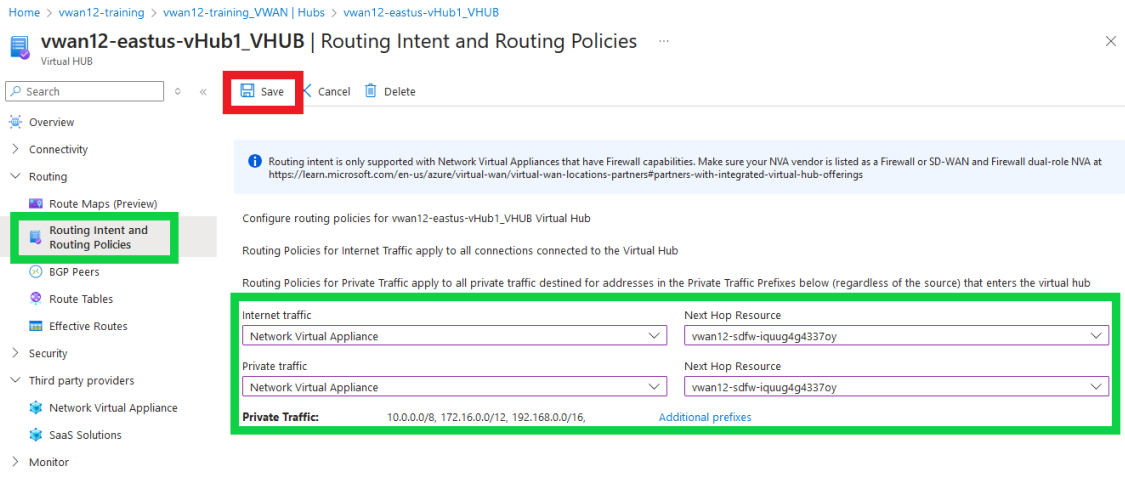 Home > vwan12-training > vwan12-training_VWAN | Hubs > vwan12-eastus-vHub1_VHUB
vwan12-eastus-vHub1_VHUB | Routing Intent and Routing Policies ...
Virtual HUB
Search
Save Cancel Delete
Overview
Connectivity
Routing
Route Maps (Preview)
Routing Intent and
Routing Policies
BGP Peers
Route Tables
Effective Routes
Security
Third party providers
Network Virtual Appliance
SaaS Solutions
Monitor
Routing intent is only supported with Network Virtual Appliances that have Firewall capabilities. Make sure your NVA vendor is listed as a Firewall or SD-WAN and Firewall dual-role NVA at
https://learn.microsoft.com/en-us/azure/virtual-wan/virtual-wan-locations-partners#partners-with-integrated-virtual-hub-offerings
Configure routing policies for vwan12-eastus-vHub1_VHUB Virtual Hub
Routing Policies for Internet Traffic apply to all connections connected to the Virtual Hub
Routing Policies for Private Traffic apply to all private traffic destined for addresses in the Private Traffic Prefixes below (regardless of the source) that enters the virtual hub
Internet traffic Next Hop Resource
Network Virtual Appliance vwan12-sdfw-iquug4g4337oy
Private traffic Next Hop Resource
Network Virtual Appliance vwan12-sdfw-iquug4g4337oy
Private Traffic: 10.0.0.0/8, 172.16.0.0/12, 192.168.0.0/16, Additional prefixes